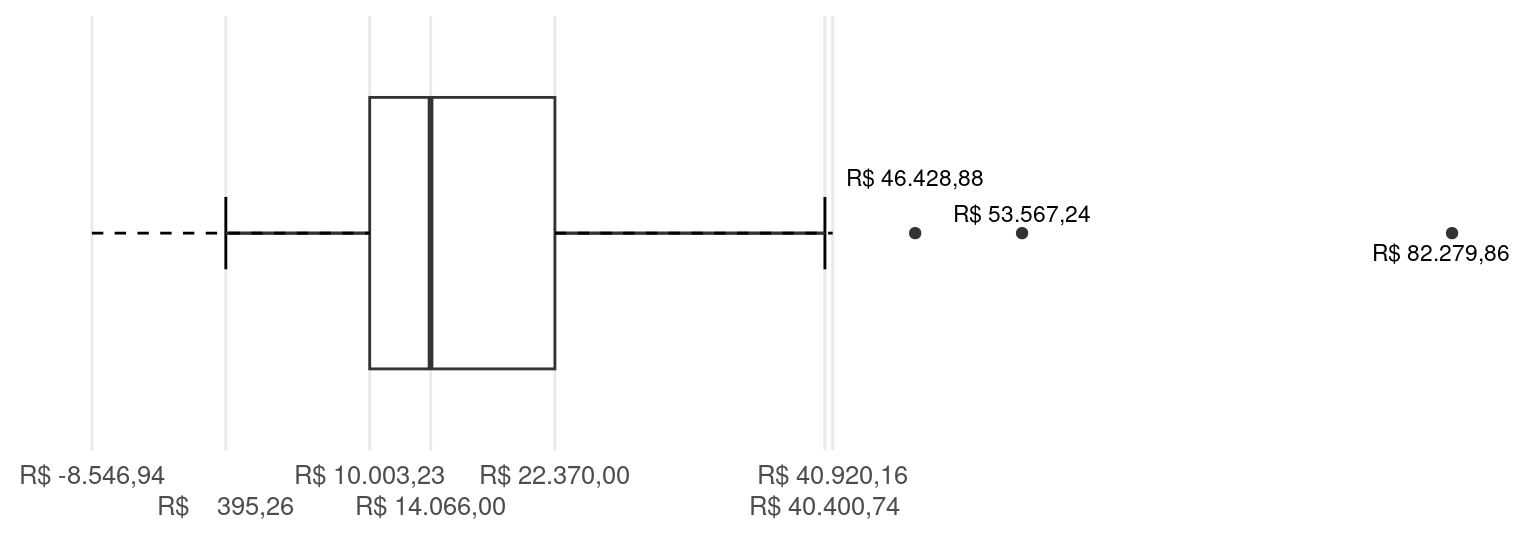 R$ 46.428,88
R$ 53.567,24
R$ 82.279,86
R$ -8.546,94 R$ 10.003,23 R$ 22.370,00 R$ 40.920,16
R$ 395,26 R$ 14.066,00 R$ 40.400,74